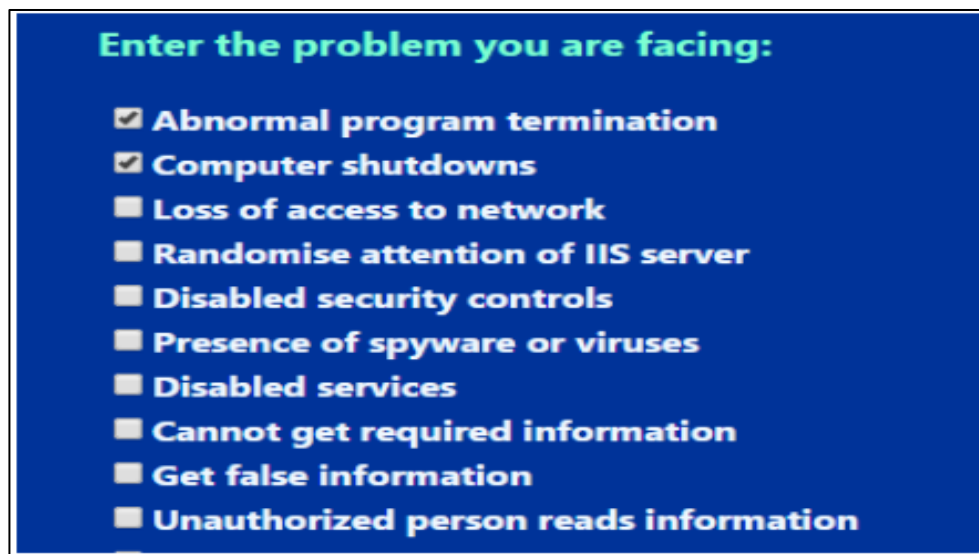 Enter the problem you are facing:
Abnormal program termination
Computer shutdowns
Loss of access to network
Randomise attention of IIS server
Disabled security controls
Presence of spyware or viruses
Disabled services
Cannot get required information
Get false information
Unauthorized person reads information